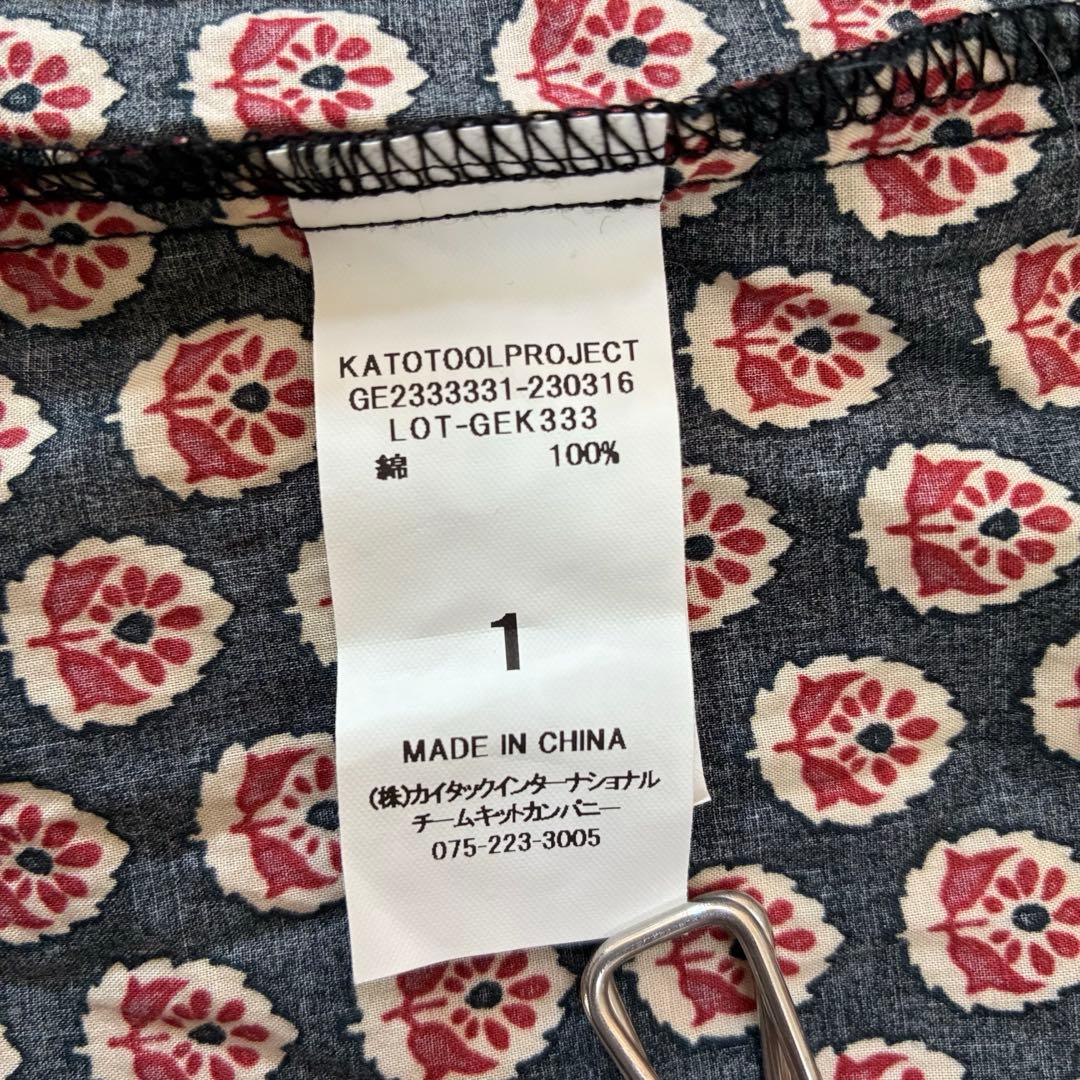 KATOTOOLPROJECT
GE2333331-230316
LOT-GEK333
綿 100%
1
MADE IN CHINA
(株)カイタックインターナショナル
チームキットカンパニー
075-223-3005